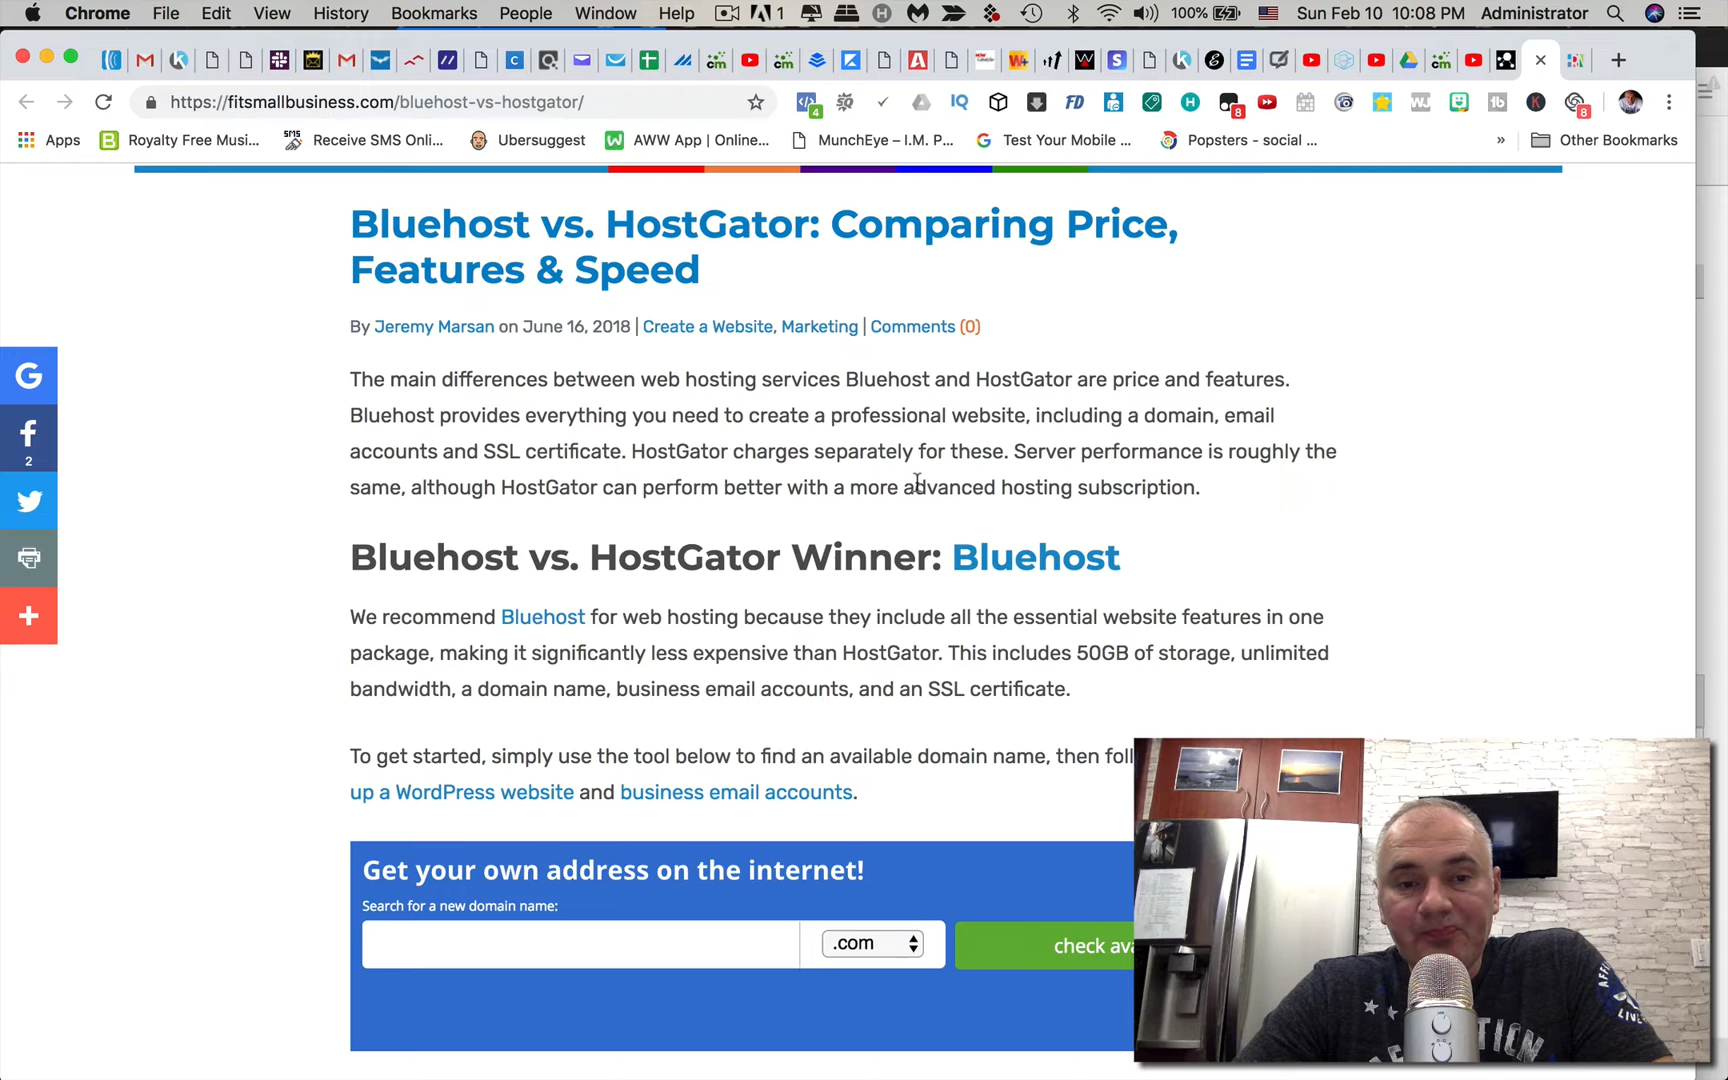 Chrome File Edit View History Bookmarks People Window Help 1 100% Sun Feb 10 10:08 PM Administrator
https://fitsmallbusiness.com/bluehost-vs-hostgator/
Apps Royalty Free Musi... Receive SMS Onli... Ubersuggest AWW App | Online... MunchEye – I.M. P... Test Your Mobile ... Popsters - social ... » Other Bookmarks
Bluehost vs. HostGator: Comparing Price,
Features & Speed
By Jeremy Marsan on June 16, 2018 | Create a Website, Marketing | Comments (0)
The main differences between web hosting services Bluehost and HostGator are price and features.
Bluehost provides everything you need to create a professional website, including a domain, email
accounts and SSL certificate. HostGator charges separately for these. Server performance is roughly the
same, although HostGator can perform better with a more advanced hosting subscription.
2
Bluehost vs. HostGator Winner: Bluehost
We recommend Bluehost for web hosting because they include all the essential website features in one
package, making it significantly less expensive than HostGator. This includes 50GB of storage, unlimited
bandwidth, a domain name, business email accounts, and an SSL certificate.
To get started, simply use the tool below to find an available domain name, then foll
up a WordPress website and business email accounts.
Get your own address on the internet!
Search for a new domain name:
.com
check ava